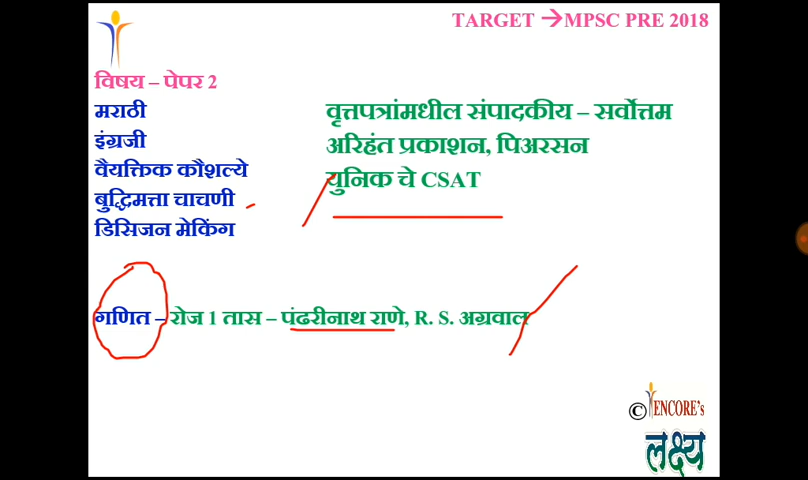 TARGET →MPSC PRE 2018
विषय – पेपर 2
मराठी
इंग्रजी
वैयक्तिक कौशल्ये
बुद्धिमत्ता चाचणी
डिसिजन मेकिंग
वृत्तपत्रांमधील संपादकीय – सर्वोत्तम
अरिहंत प्रकाशन, पिअरसन
युनिक चे CSAT
गणित – रोज 1 तास – पंढरीनाथ राणे, R. S. अग्रवाल
© ENCORE's
लक्ष्य